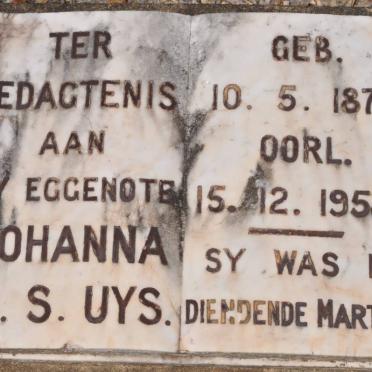 TER
EDAGTENIS
AAN
Y EGGENOTE
OHANNA
. S. UYS.
GEB.
10. 5. 187
OORL.
15. 12. 195
SY WAS
DIENDENDE MART